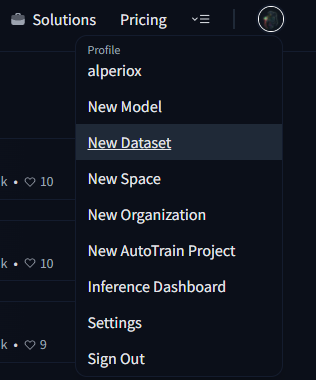 Solutions Pricing
Profile
alperiox
New Model
New Dataset
k • 10
New Space
New Organization
k • 10
New AutoTrain Project
Inference Dashboard
Settings
k • 9
Sign Out